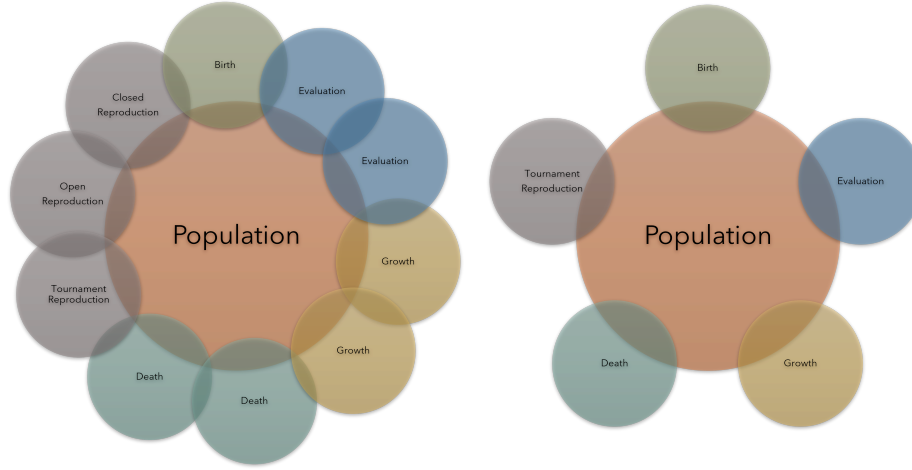 Birth
Evaluation
Closed
Reproduction
Evaluation
Open
Reproduction
Population
Growth
Tournament
Reproduction
Growth
Death
Death
Birth
Tournament
Reproduction
Evaluation
Population
Death
Growth